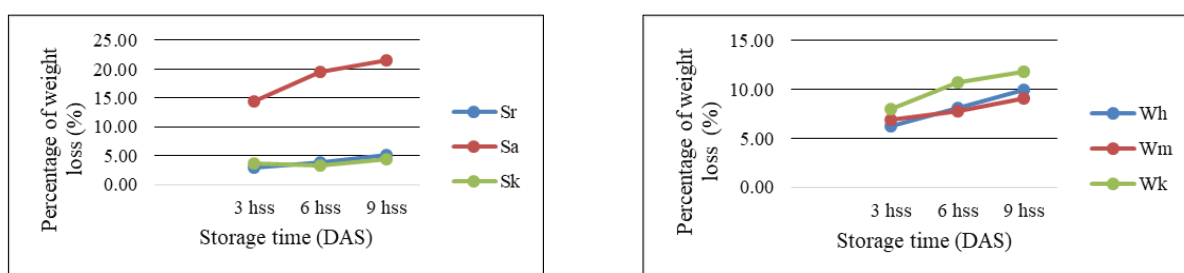 Percentage of weight
loss (%)
25.00
20.00
15.00
10.00
5.00
0.00
3 hss 6 hss 9 hss
Storage time (DAS)
Sr
Sa
Sk
Percentage of weight
loss (%)
15.00
10.00
5.00
0.00
3 hss 6 hss 9 hss
Storage time (DAS)
Wh
Wm
Wk